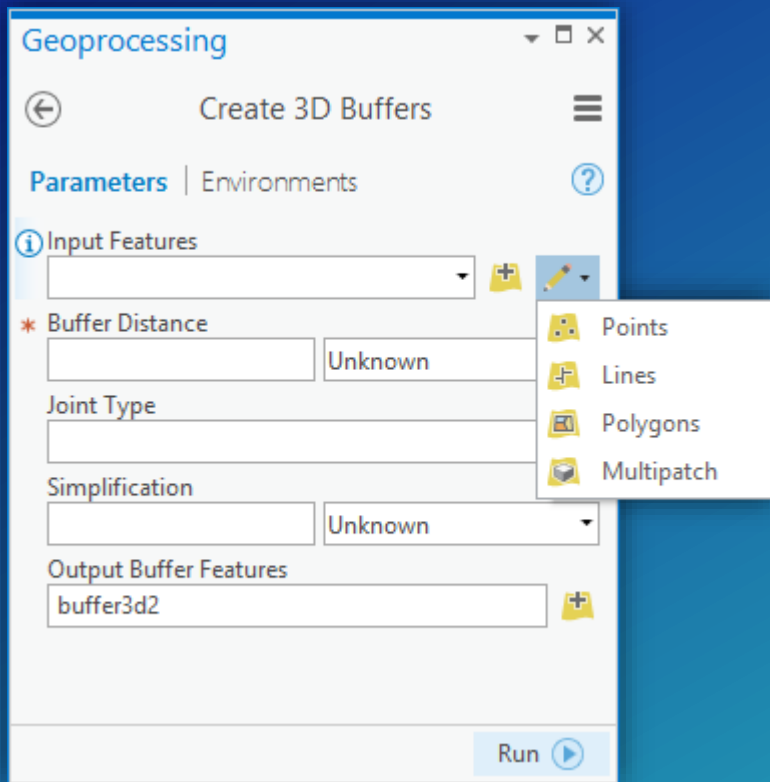 Geoprocessing
Create 3D Buffers
Parameters | Environments
?
i Input Features
* Buffer Distance
Unknown
Joint Type
Simplification
Unknown
Output Buffer Features
buffer3d2
Points
Lines
Polygons
Multipatch
Run